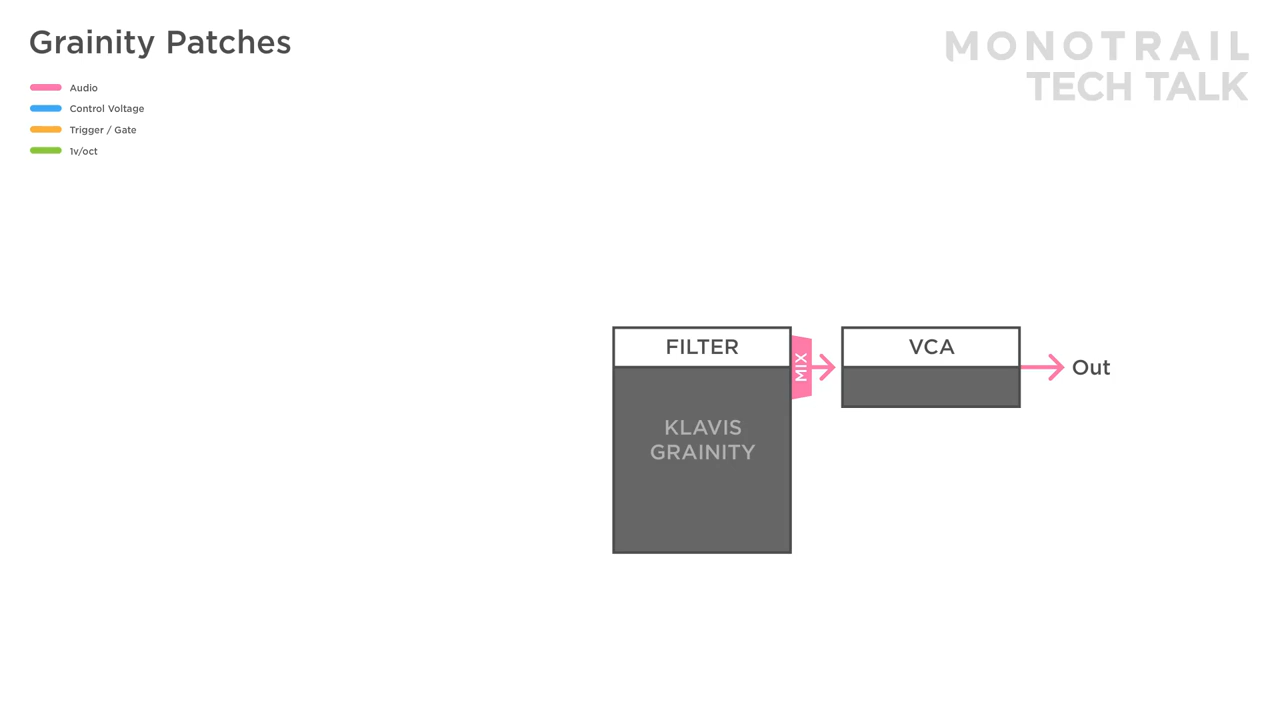 Grainity Patches
MONOTRAIL
TECH TALK
Audio
Control Voltage
Trigger / Gate
1v/oct
FILTER
MIX
VCA
Out
KLAVIS
GRAINITY